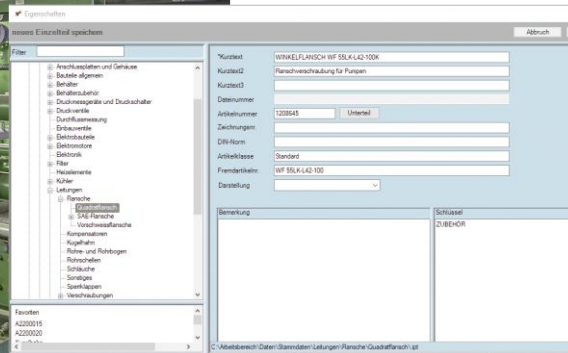 Eigenschaften
neues Einzelteil speichern
Abbruch
Filter
Anschlussplatten und Gehäuse
Bauteile allgemein
Behälter
Behälterzubehör
Druckmessgeräte und Druckschalter
Druckventile
Durchflussmessung
Einbauventile
Elektrobauteile
Elektromotore
Elektronik
Filter
Heizelemente
Kühler
Leitungen
Flansche
Quadratflansch
SAE-Flansche
Vorschweissflansche
Kompensatoren
Kugelhahn
Rohre- und Rohrbogen
Rohrschellen
Schläuche
Sonstiges
Sperrklappen
Verschraubungen
Favoriten
A2200015
A2200020
*Kurztext WINKELFLANSCH WF 55LK-L42-100K
Kurztext2 Flanschverschraubung für Pumpen
Kurztext3
Dateinummer
Artikelnummer 1208645 Unterteil
Zeichnungsnr.
DIN-Norm
Artikelklasse Standard
Fremdartikelnr. WF 55LK-L42-100
Darstellung
Bemerkung
Schlüssel
ZUBEHÖR
C:\Arbeitsbereich\Daten\Stammdaten\Leitungen\Flansche\Quadratflansch\.ipt